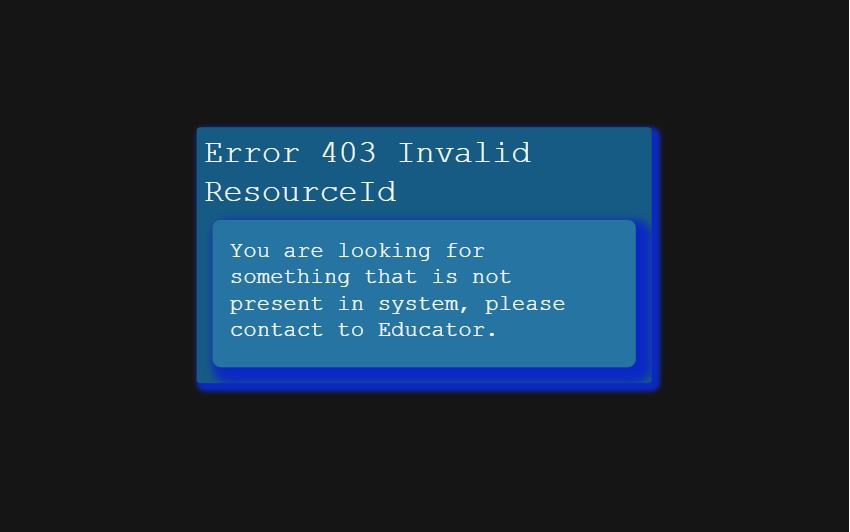 Error 403 Invalid
ResourceId
You are looking for
something that is not
present in system, please
contact to Educator.